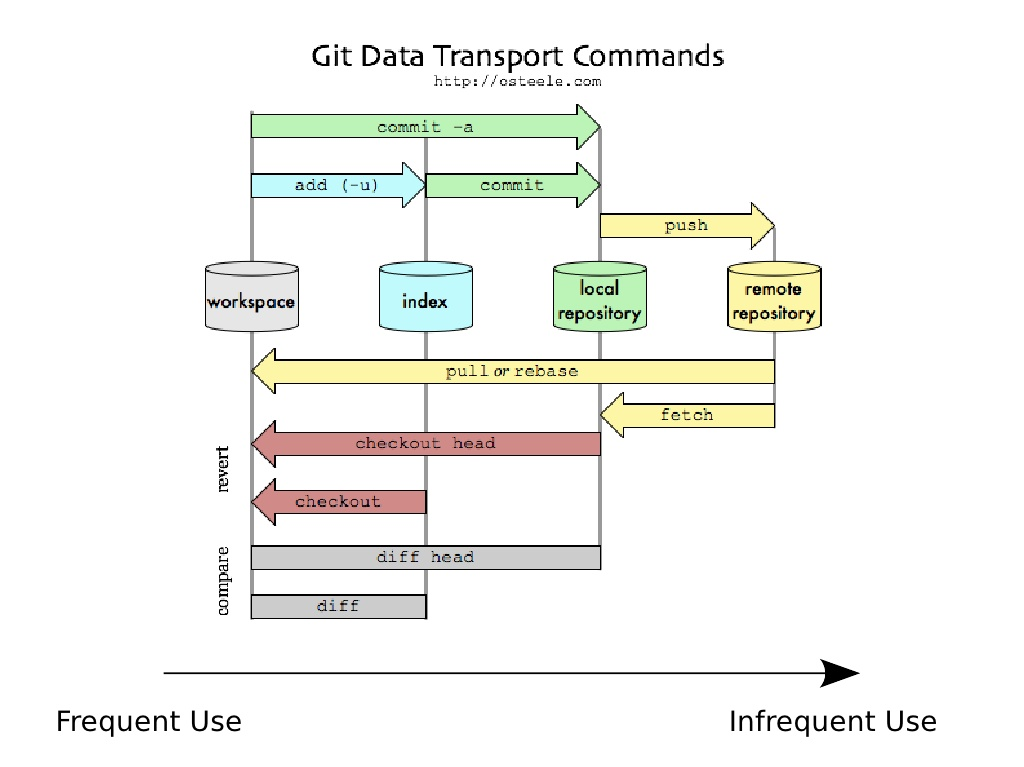 Git Data Transport Commands
http://osteele.com
commit -a
add (-u)
commit
push
workspace
index
local
repository
remote
repository
pull or rebase
fetch
revert
checkout head
checkout
compare
diff head
diff
Frequent Use
Infrequent Use